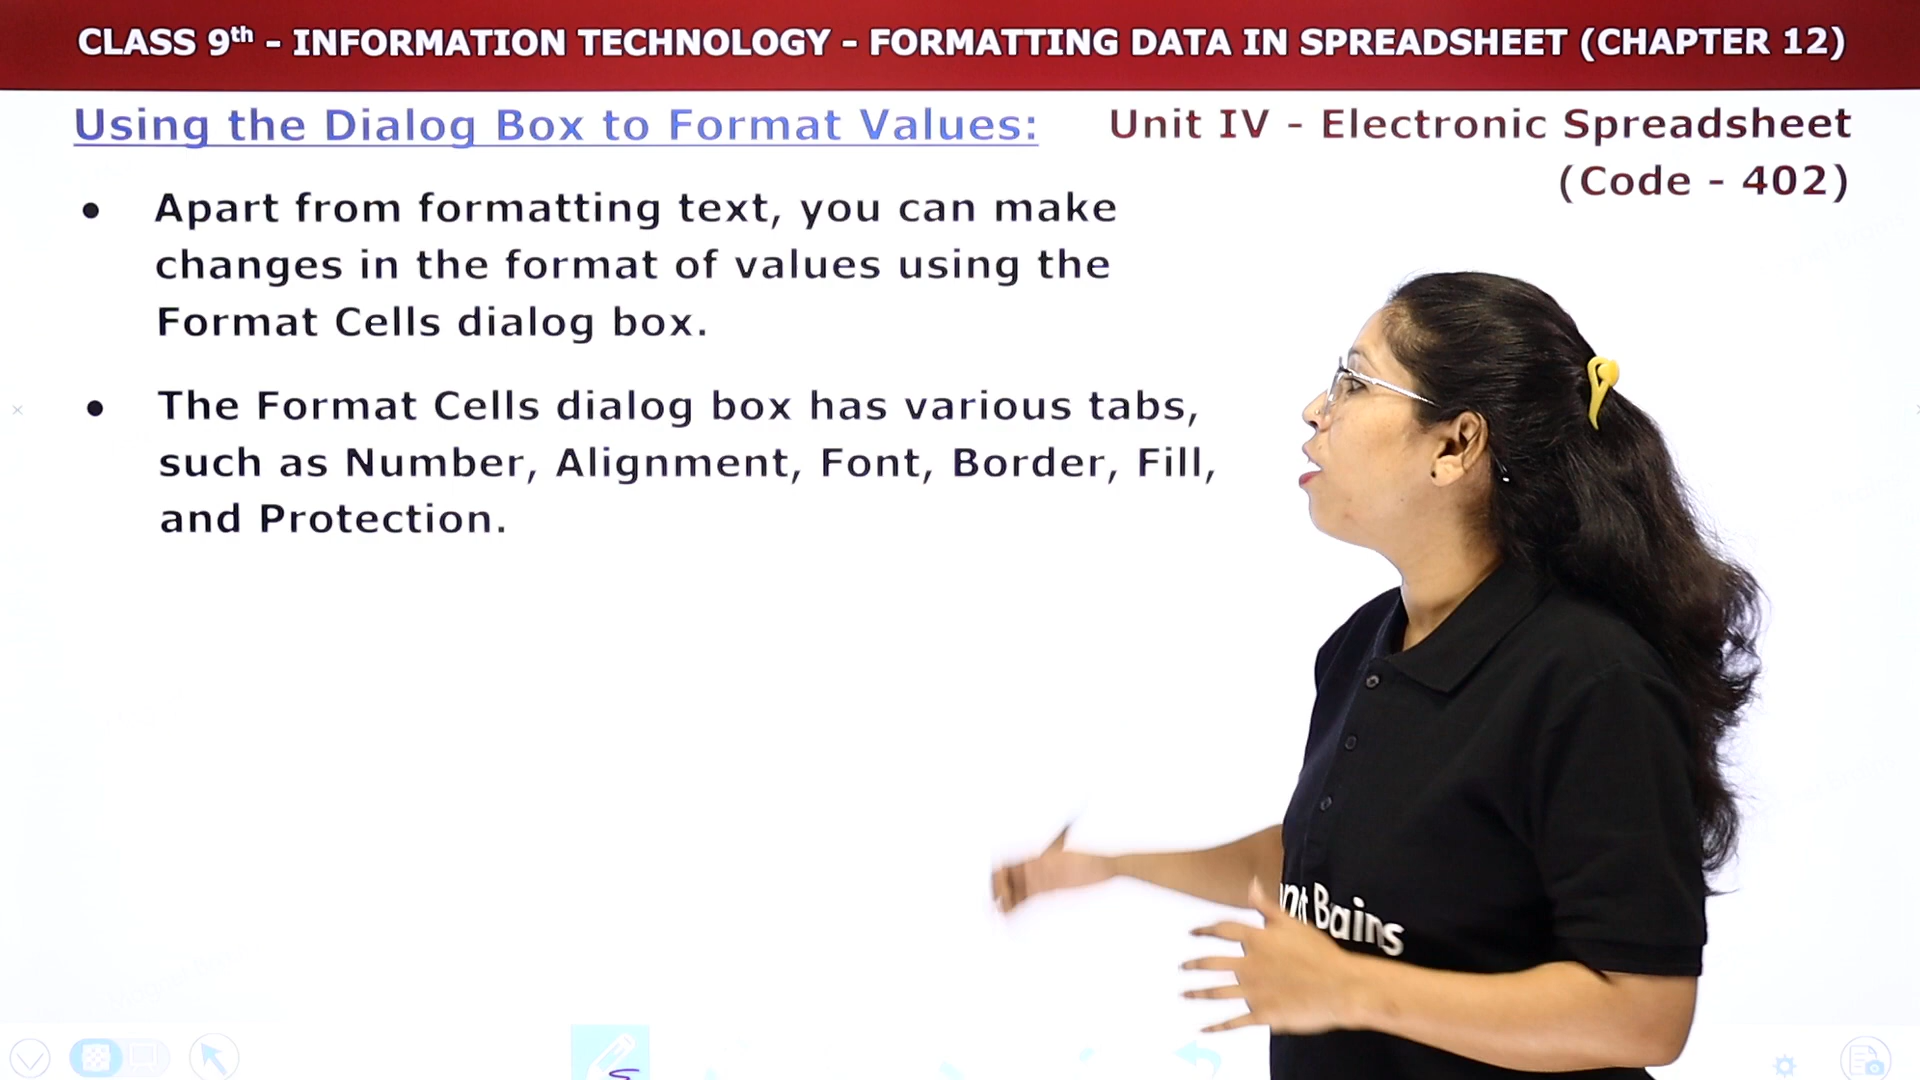 CLASS 9th - INFORMATION TECHNOLOGY - FORMATTING DATA IN SPREADSHEET (CHAPTER 12)
Using the Dialog Box to Format Values:
Unit IV - Electronic Spreadsheet
(Code - 402)
• Apart from formatting text, you can make
changes in the format of values using the
Format Cells dialog box.
• The Format Cells dialog box has various tabs,
such as Number, Alignment, Font, Border, Fill,
and Protection.
Bains